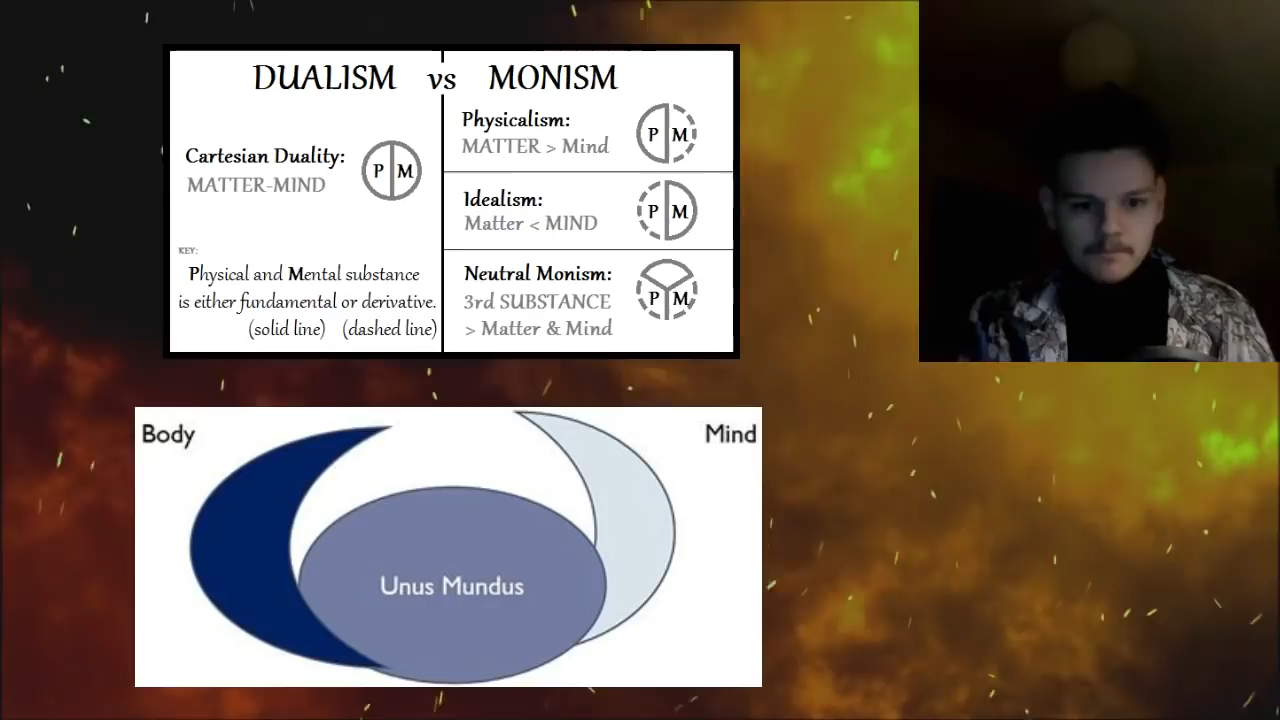 DUALISM vs MONISM
Cartesian Duality:
MATTER-MIND
P M
KEY:
Physical and Mental substance
is either fundamental or derivative.
(solid line) (dashed line)
Physicalism:
MATTER > Mind
P M
Idealism:
Matter < MIND
P M
Neutral Monism:
3rd SUBSTANCE
> Matter & Mind
P M
Body
Mind
Unus Mundus